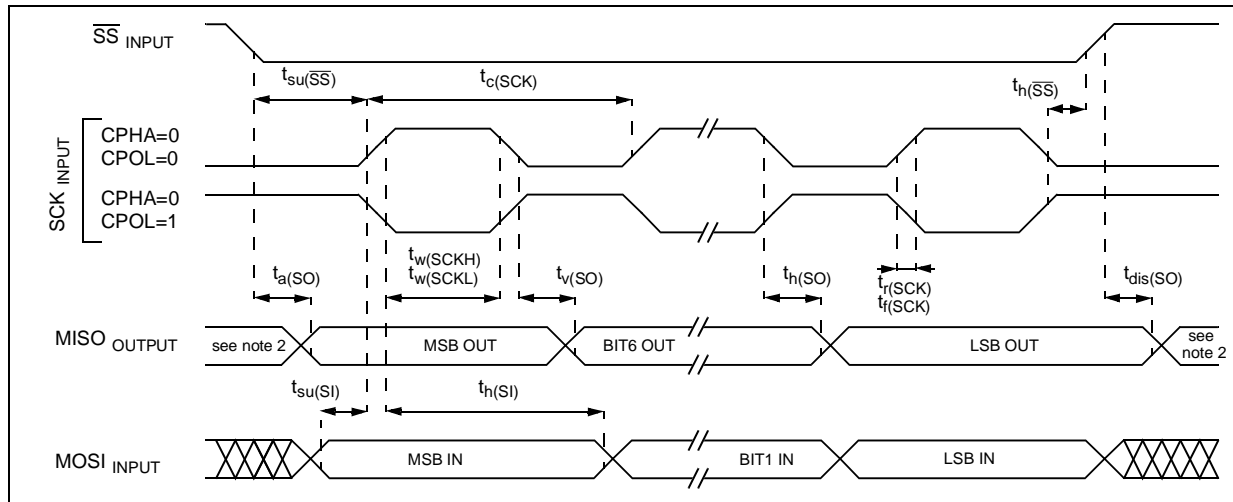 SS INPUT
tsu(SS)
tc(SCK)
th(SS)
SCK INPUT
CPHA=0
CPOL=0
CPHA=0
CPOL=1
ta(SO)
tw(SCKH)
tw(SCKL)
tv(SO)
th(SO)
tr(SCK)
tf(SCK)
tdis(SO)
MISO OUTPUT
see note 2
MSB OUT
BIT6 OUT
LSB OUT
see
note 2
tsu(SI)
th(SI)
MOSI INPUT
MSB IN
BIT1 IN
LSB IN